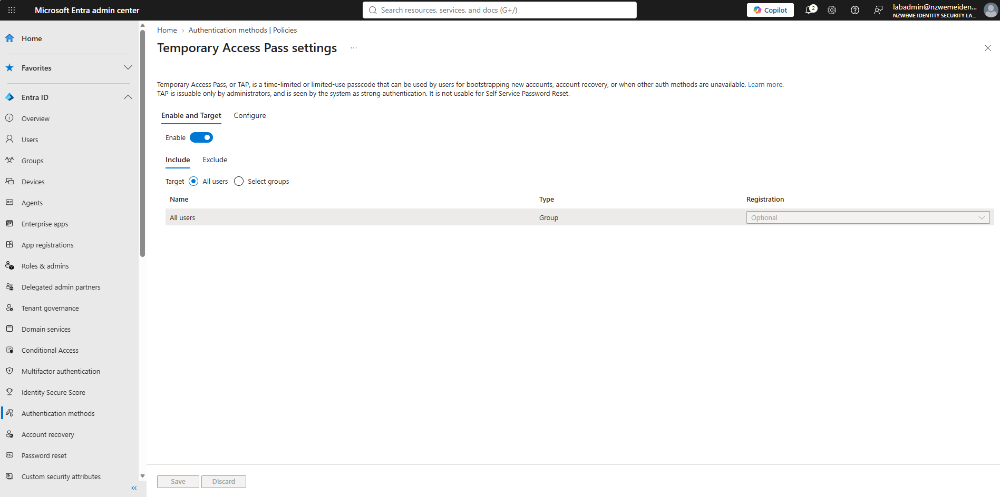 Microsoft Entra admin center
Search resources, services, and docs (G+/)
Copilot
2
labadmin@nzwemeiden...
NZWEME IDENTITY SECURITY LA...
Home
Favorites
Entra ID
Overview
Users
Groups
Devices
Agents
Enterprise apps
App registrations
Roles & admins
Delegated admin partners
Tenant governance
Domain services
Conditional Access
Multifactor authentication
Identity Secure Score
Authentication methods
Account recovery
Password reset
Custom security attributes
Home › Authentication methods | Policies
Temporary Access Pass settings ...
Temporary Access Pass, or TAP, is a time-limited or limited-use passcode that can be used by users for bootstrapping new accounts, account recovery, or when other auth methods are unavailable. Learn more.
TAP is issuable only by administrators, and is seen by the system as strong authentication. It is not usable for Self Service Password Reset.
Enable and Target Configure
Enable
Include Exclude
Target All users Select groups
Name Type Registration
All users Group Optional
Save Discard